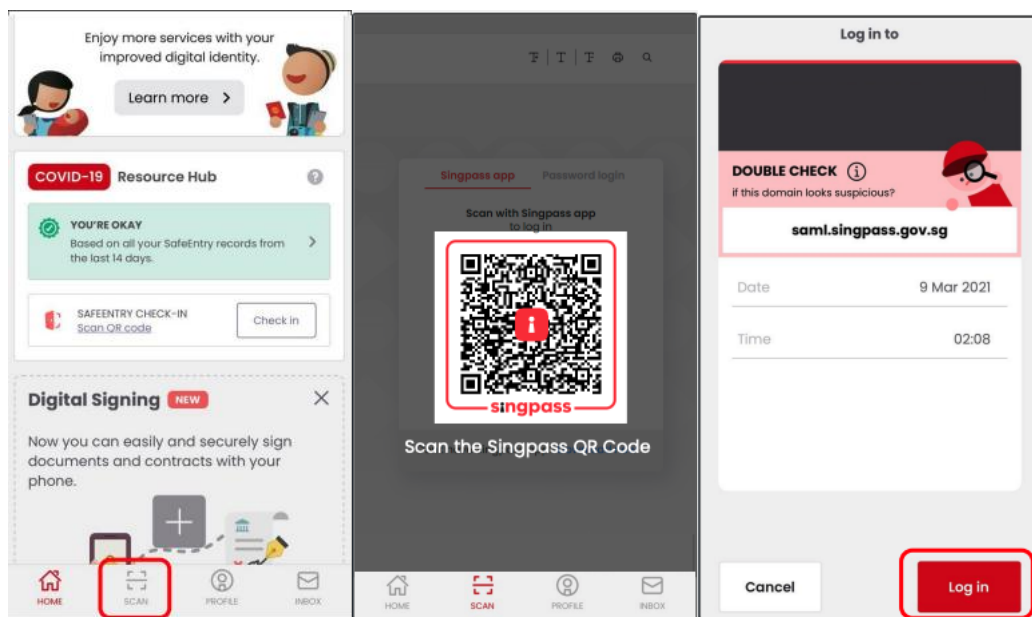 Enjoy more services with your
improved digital identity.
Learn more >
COVID-19 Resource Hub
YOU'RE OKAY
Based on all your SafeEntry records from
the last 14 days.
SAFEENTRY CHECK-IN
Scan QR code
Check in
Digital Signing NEW
Now you can easily and securely sign
documents and contracts with your
phone.
HOME SCAN PROFILE INBOX
Singpass app Password login
Scan with Singpass app
to log in
singpass
Scan the Singpass QR Code
HOME SCAN PROFILE INBOX
Log in to
DOUBLE CHECK
if this domain looks suspicious?
saml.singpass.gov.sg
Date 9 Mar 2021
Time 02:08
Cancel Log in